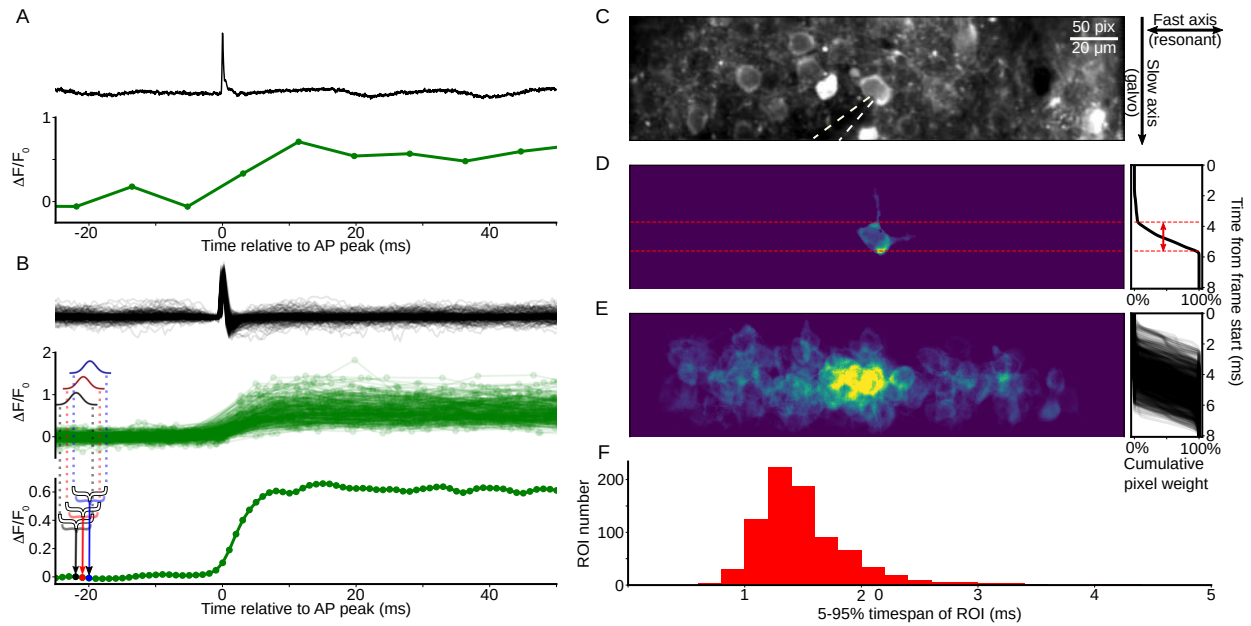 A
1
0
ΔF/F0
-20 0 20 40
Time relative to AP peak (ms)
B
2
1
0
ΔF/F0
0.6
0.4
0.2
0
ΔF/F0
-20 0 20 40
Time relative to AP peak (ms)
C
50 pix
20 μm
Fast axis
(resonant)
Slow axis
(galvo)
D
0
2
4
6
8
0% 100%
E
0
2
4
6
8
0% 100%
Time from frame start (ms)
Cumulative
pixel weight
F
200
100
0
ROI number
1 2 0 3 4 5
5-95% timespan of ROI (ms)